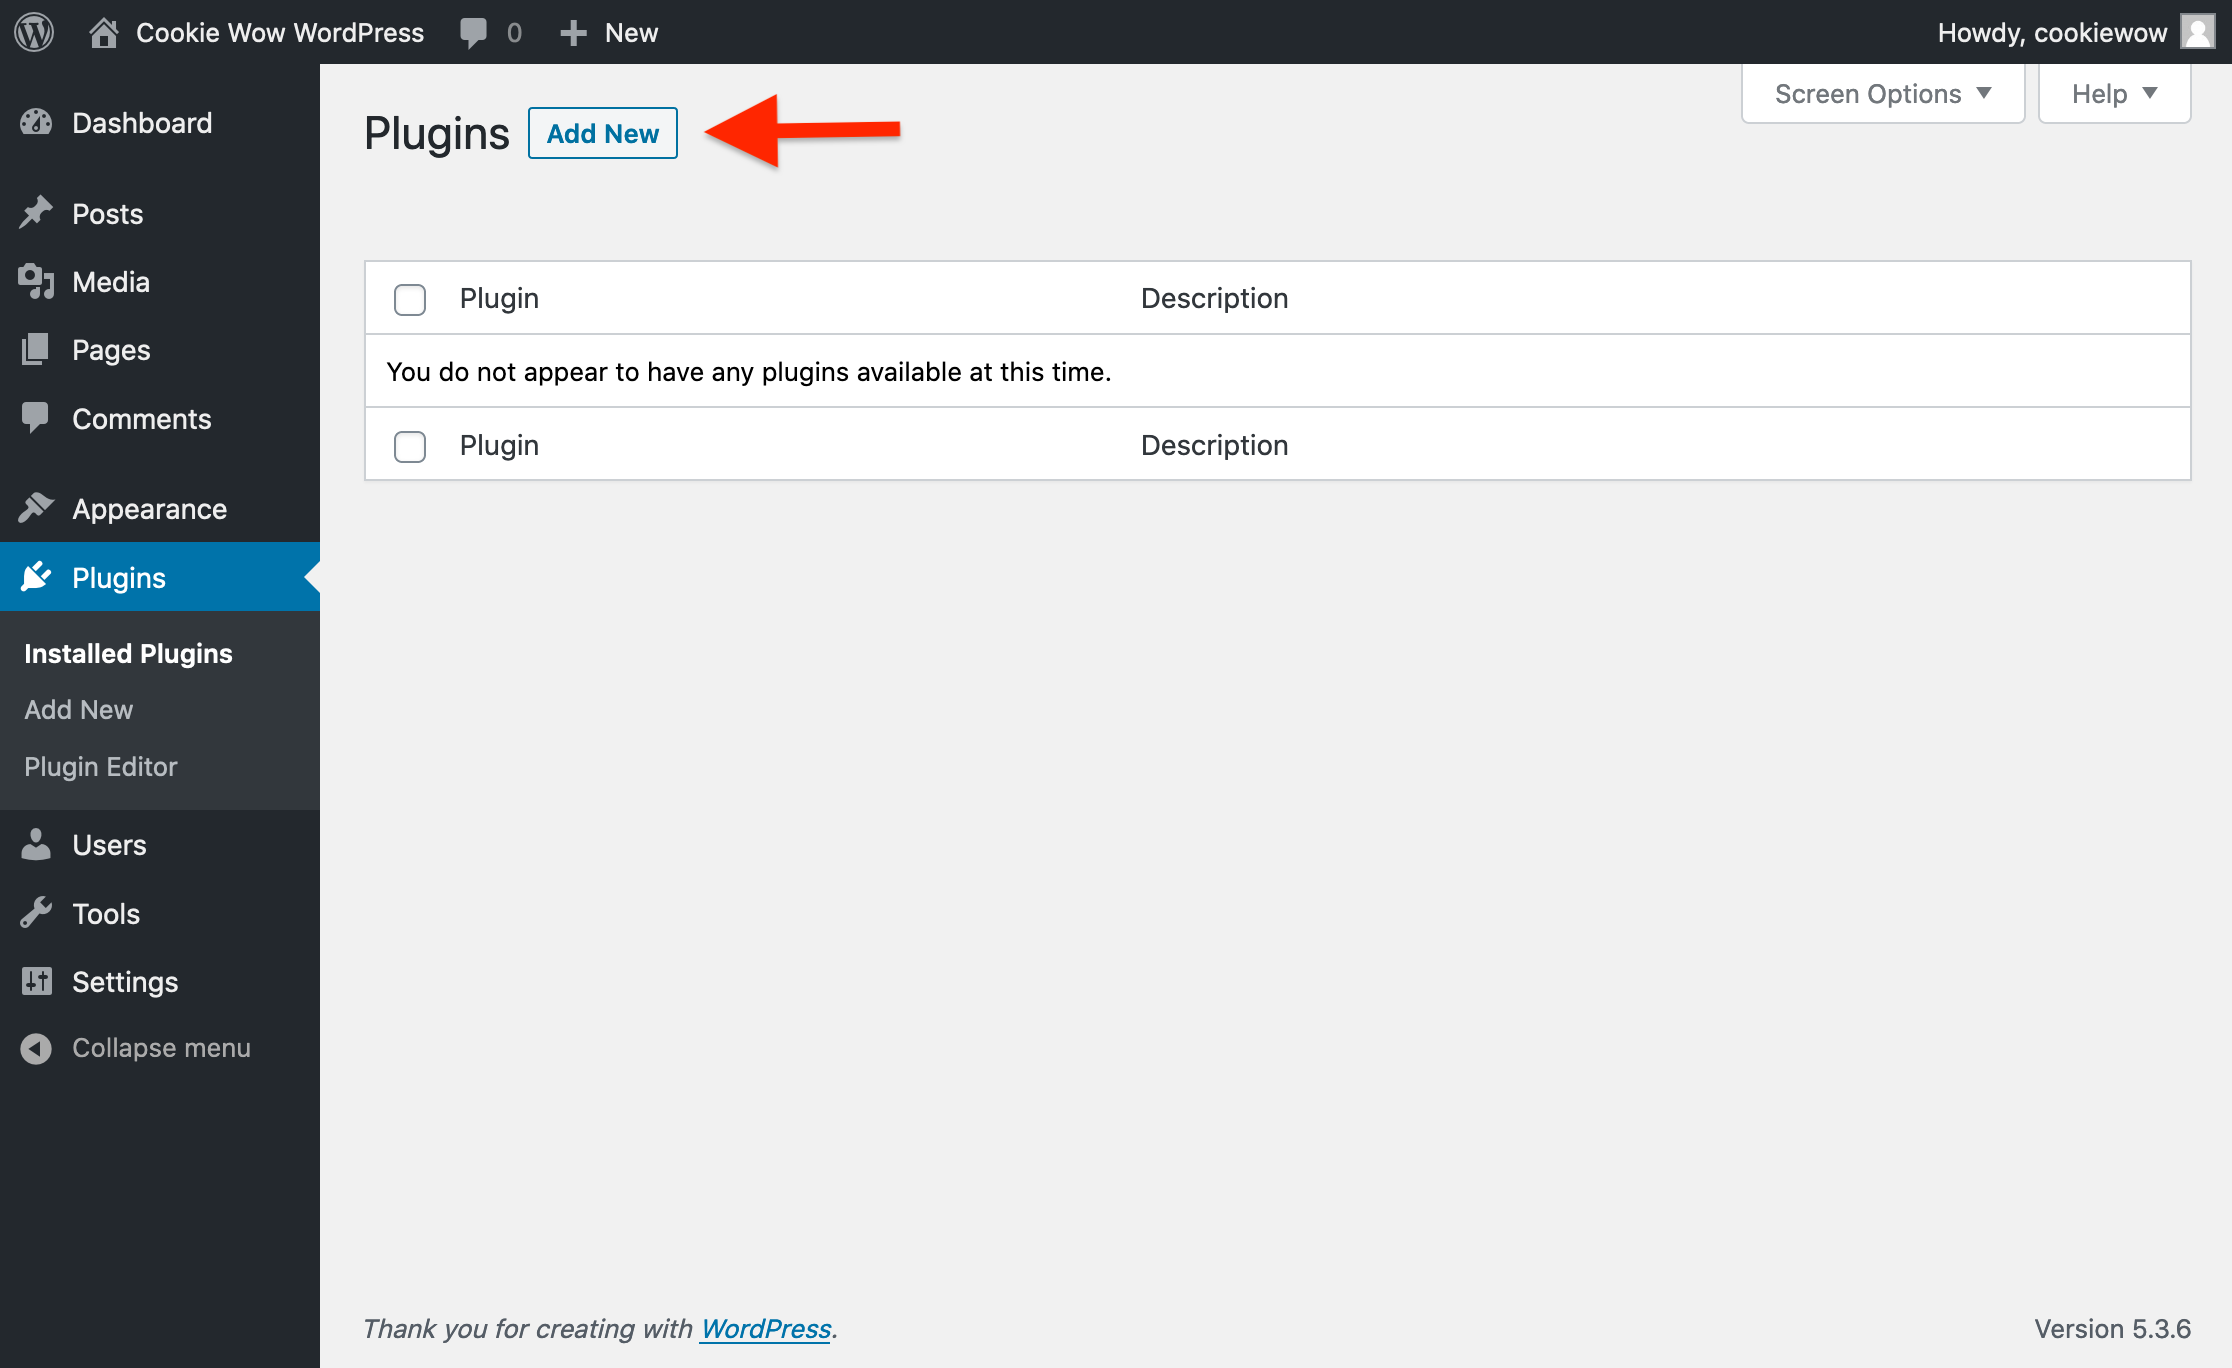 Cookie Wow WordPress 0 New Howdy, cookiewow
Screen Options Help
Plugins Add New
Dashboard
Posts
Media
Pages
Comments
Appearance
Plugins
Installed Plugins
Add New
Plugin Editor
Users
Tools
Settings
Collapse menu
Plugin Description
You do not appear to have any plugins available at this time.
Plugin Description
Thank you for creating with WordPress. Version 5.3.6